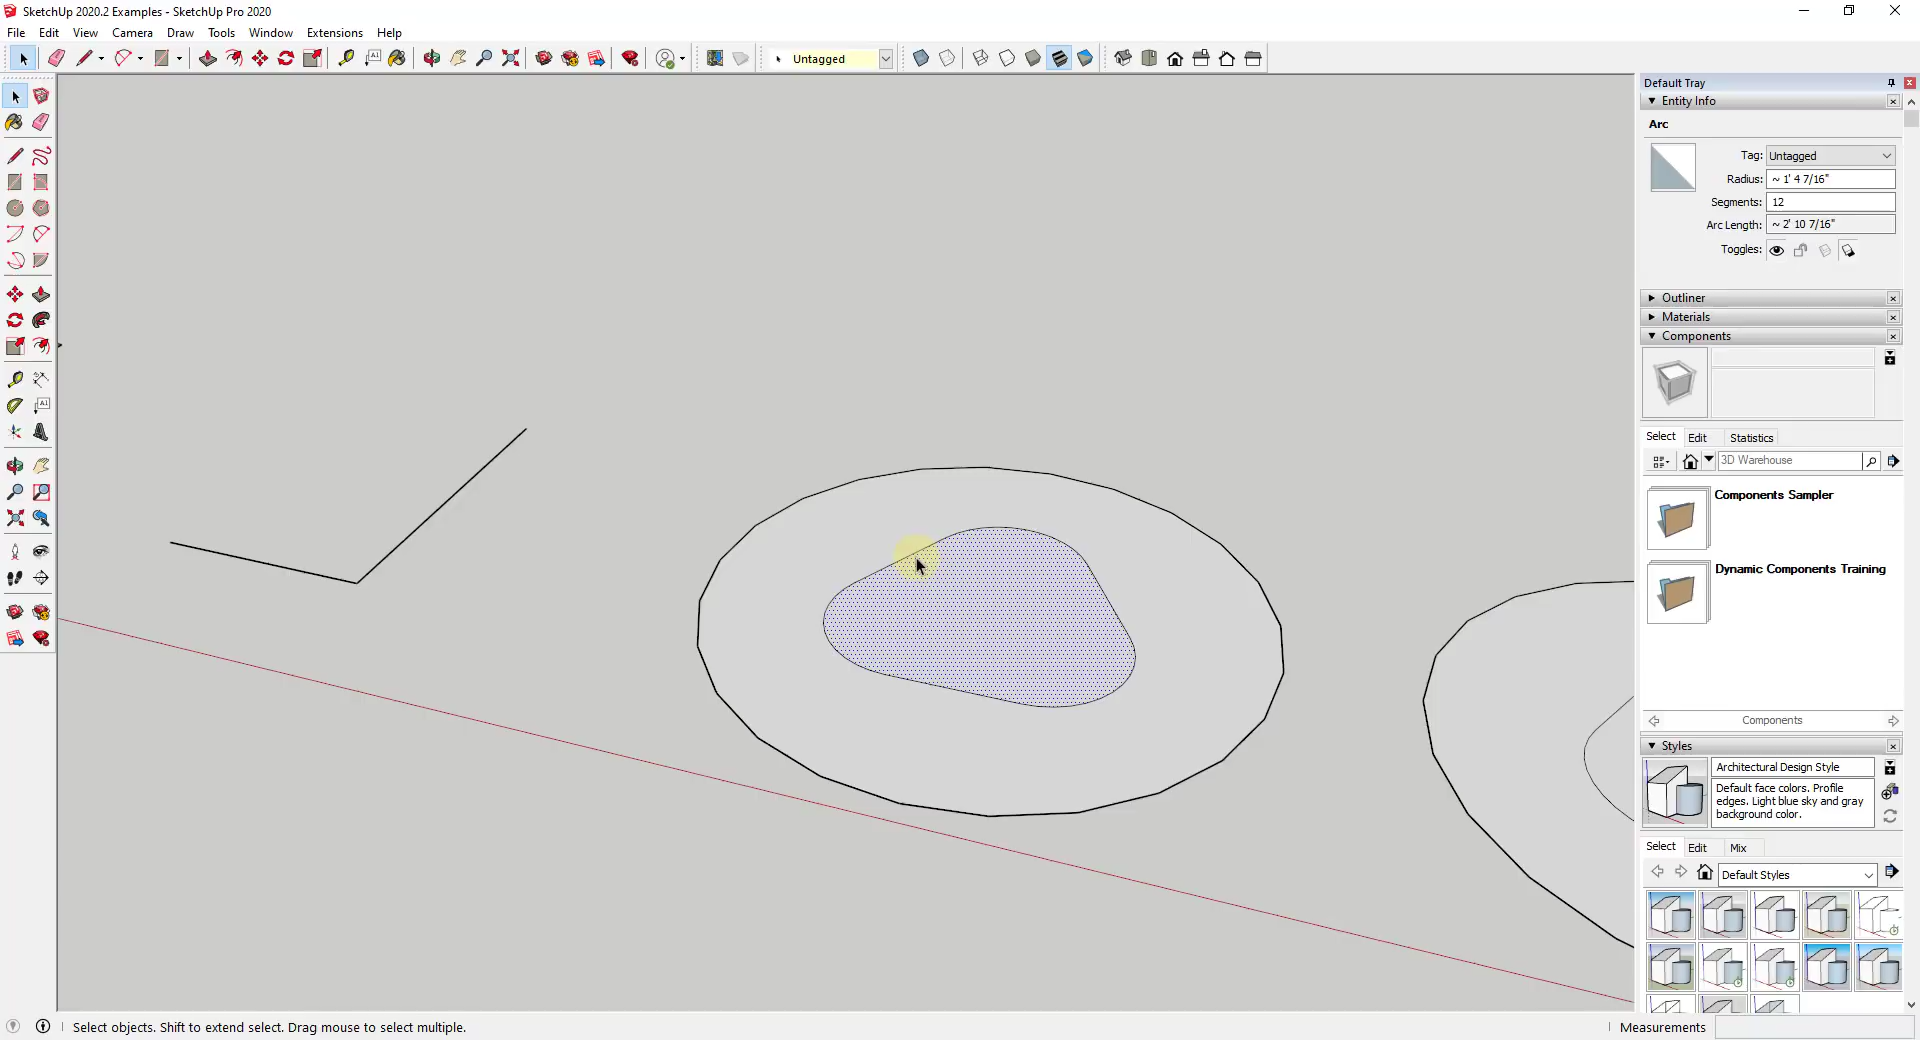 SketchUp 2020.2 Examples - SketchUp Pro 2020
File Edit View Camera Draw Tools Window Extensions Help
Untagged
Default Tray
Entity Info
Arc
Tag: Untagged
Radius: ~ 1' 4 7/16"
Segments: 12
Arc Length: ~ 2' 10 7/16"
Toggles:
Outliner
Materials
Components
Select Edit Statistics
3D Warehouse
Components Sampler
Dynamic Components Training
Components
Styles
Architectural Design Style
Default face colors. Profile
edges. Light blue sky and gray
background color.
Select Edit Mix
Default Styles
Select objects. Shift to extend select. Drag mouse to select multiple.
Measurements